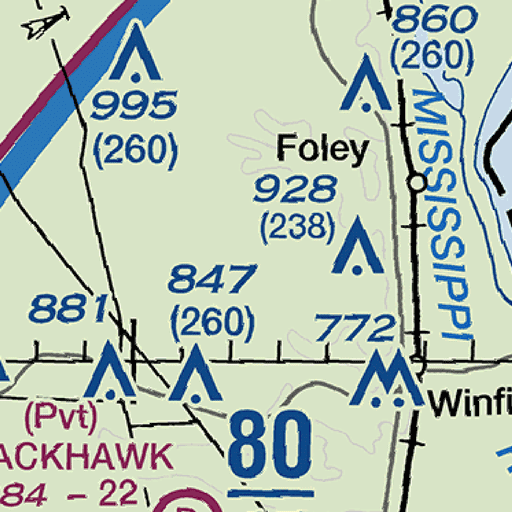 860
(260)
995
(260)
MISSISSIPPI
Foley
928
(238)
847
(260)
881
772
Winfi
(Pvt)
ACKHAWK
84 - 22
80
R